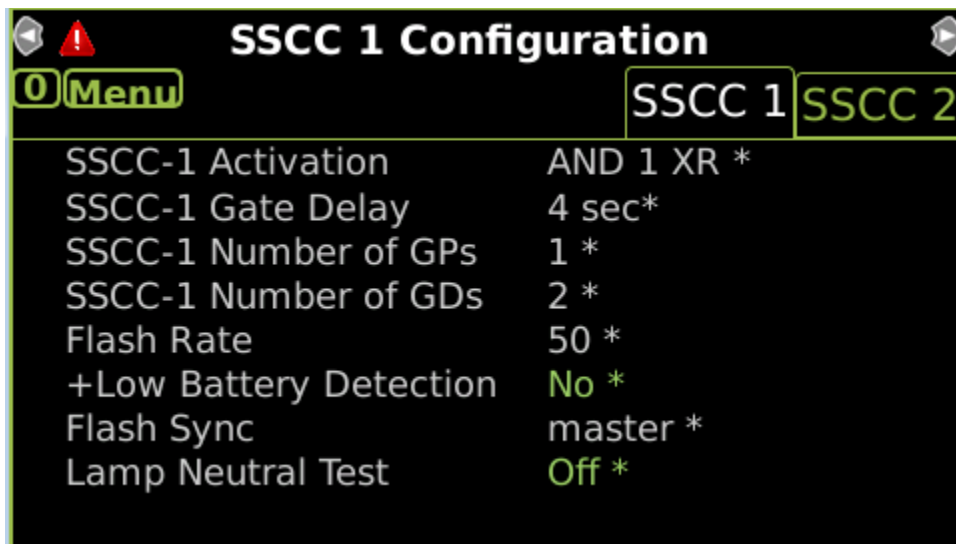 SSCC 1 Configuration
0 Menu
SSCC 1 SSCC 2
SSCC-1 Activation AND 1 XR *
SSCC-1 Gate Delay 4 sec*
SSCC-1 Number of GPs 1 *
SSCC-1 Number of GDs 2 *
Flash Rate 50 *
+Low Battery Detection No *
Flash Sync master *
Lamp Neutral Test Off *